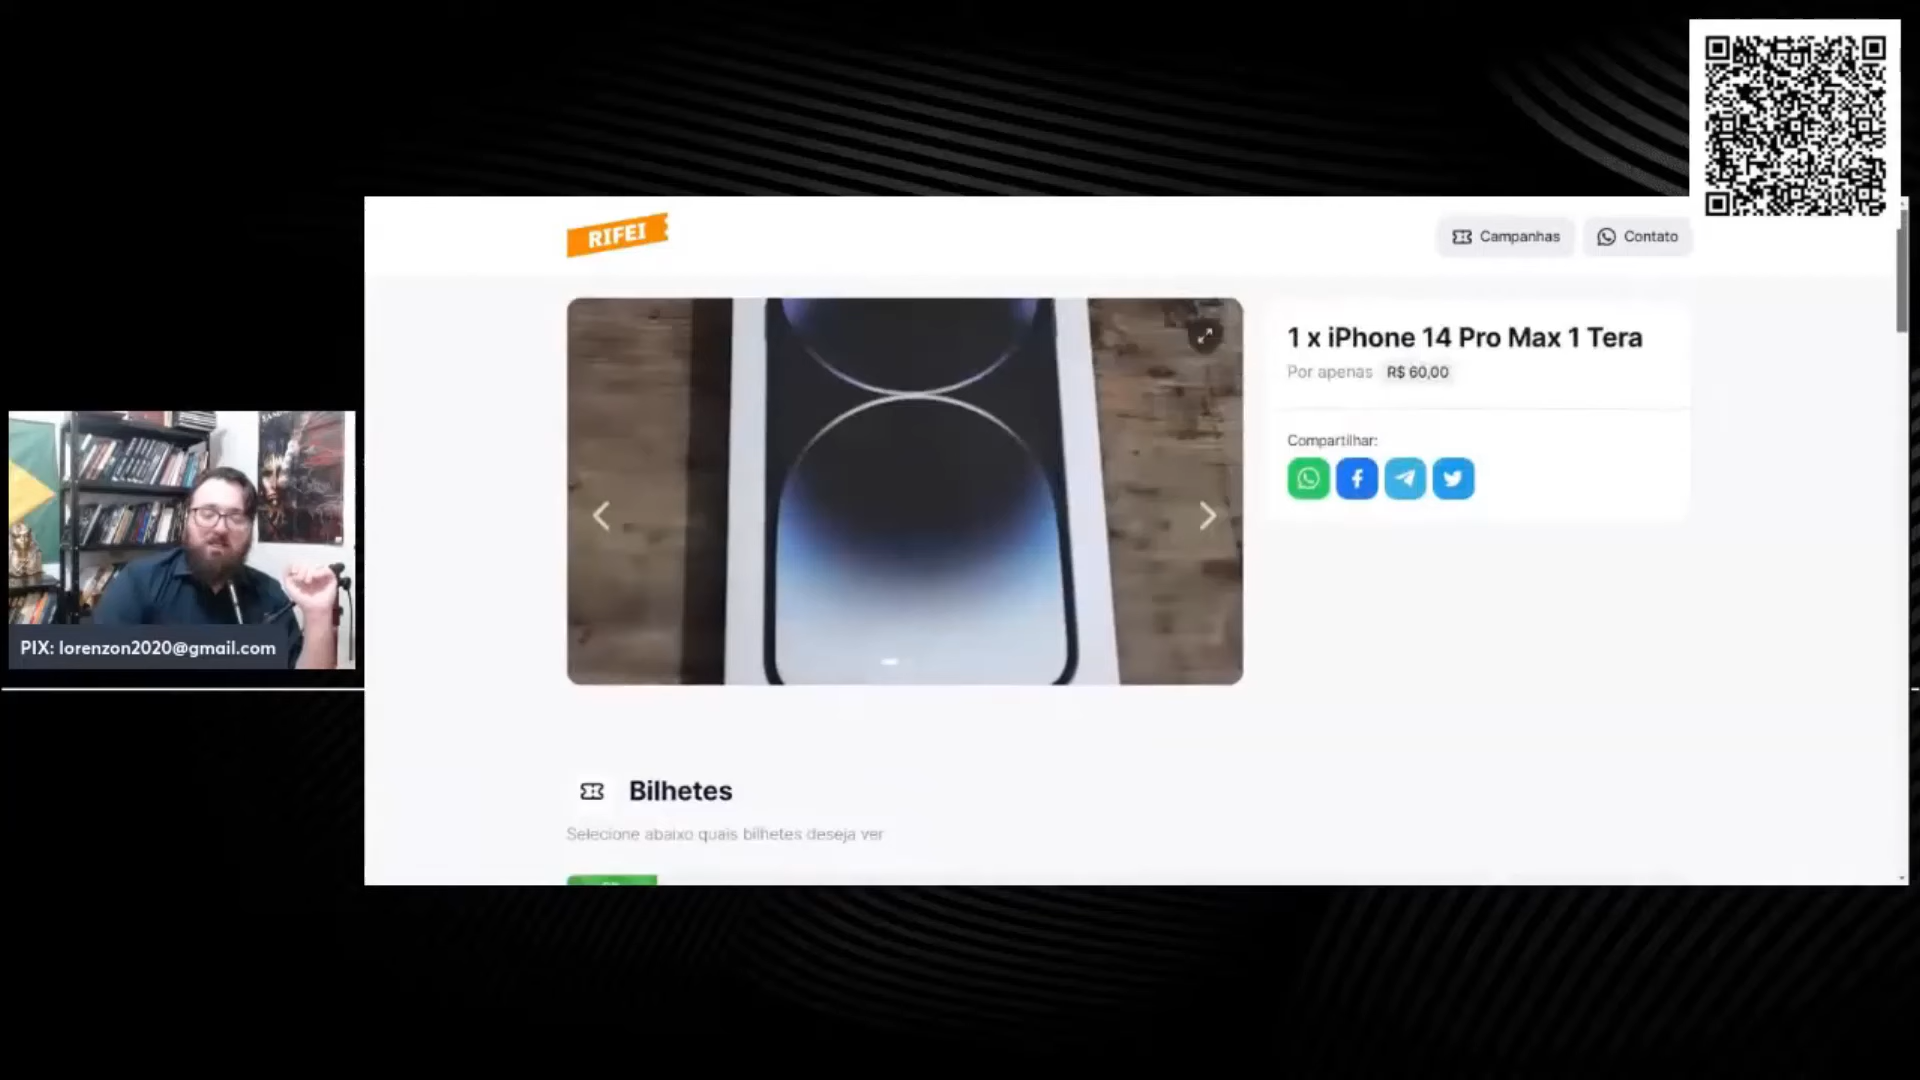 RIFEI
Campanhas
Contato
1 x iPhone 14 Pro Max 1 Tera
Por apenas R$ 60,00
Compartilhar:
PIX: lorenzon2020@gmail.com
Bilhetes
Selecione abaixo quais bilhetes deseja ver